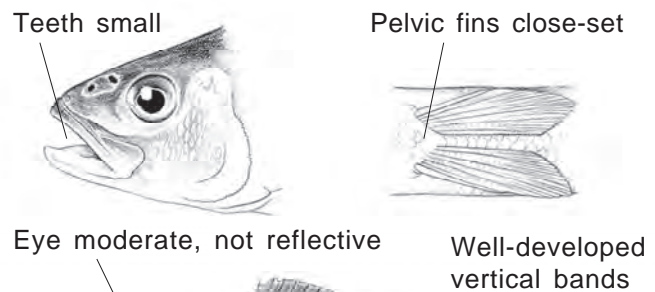 Teeth small
Pelvic fins close-set
Eye moderate, not reflective
Well-developed
vertical bands